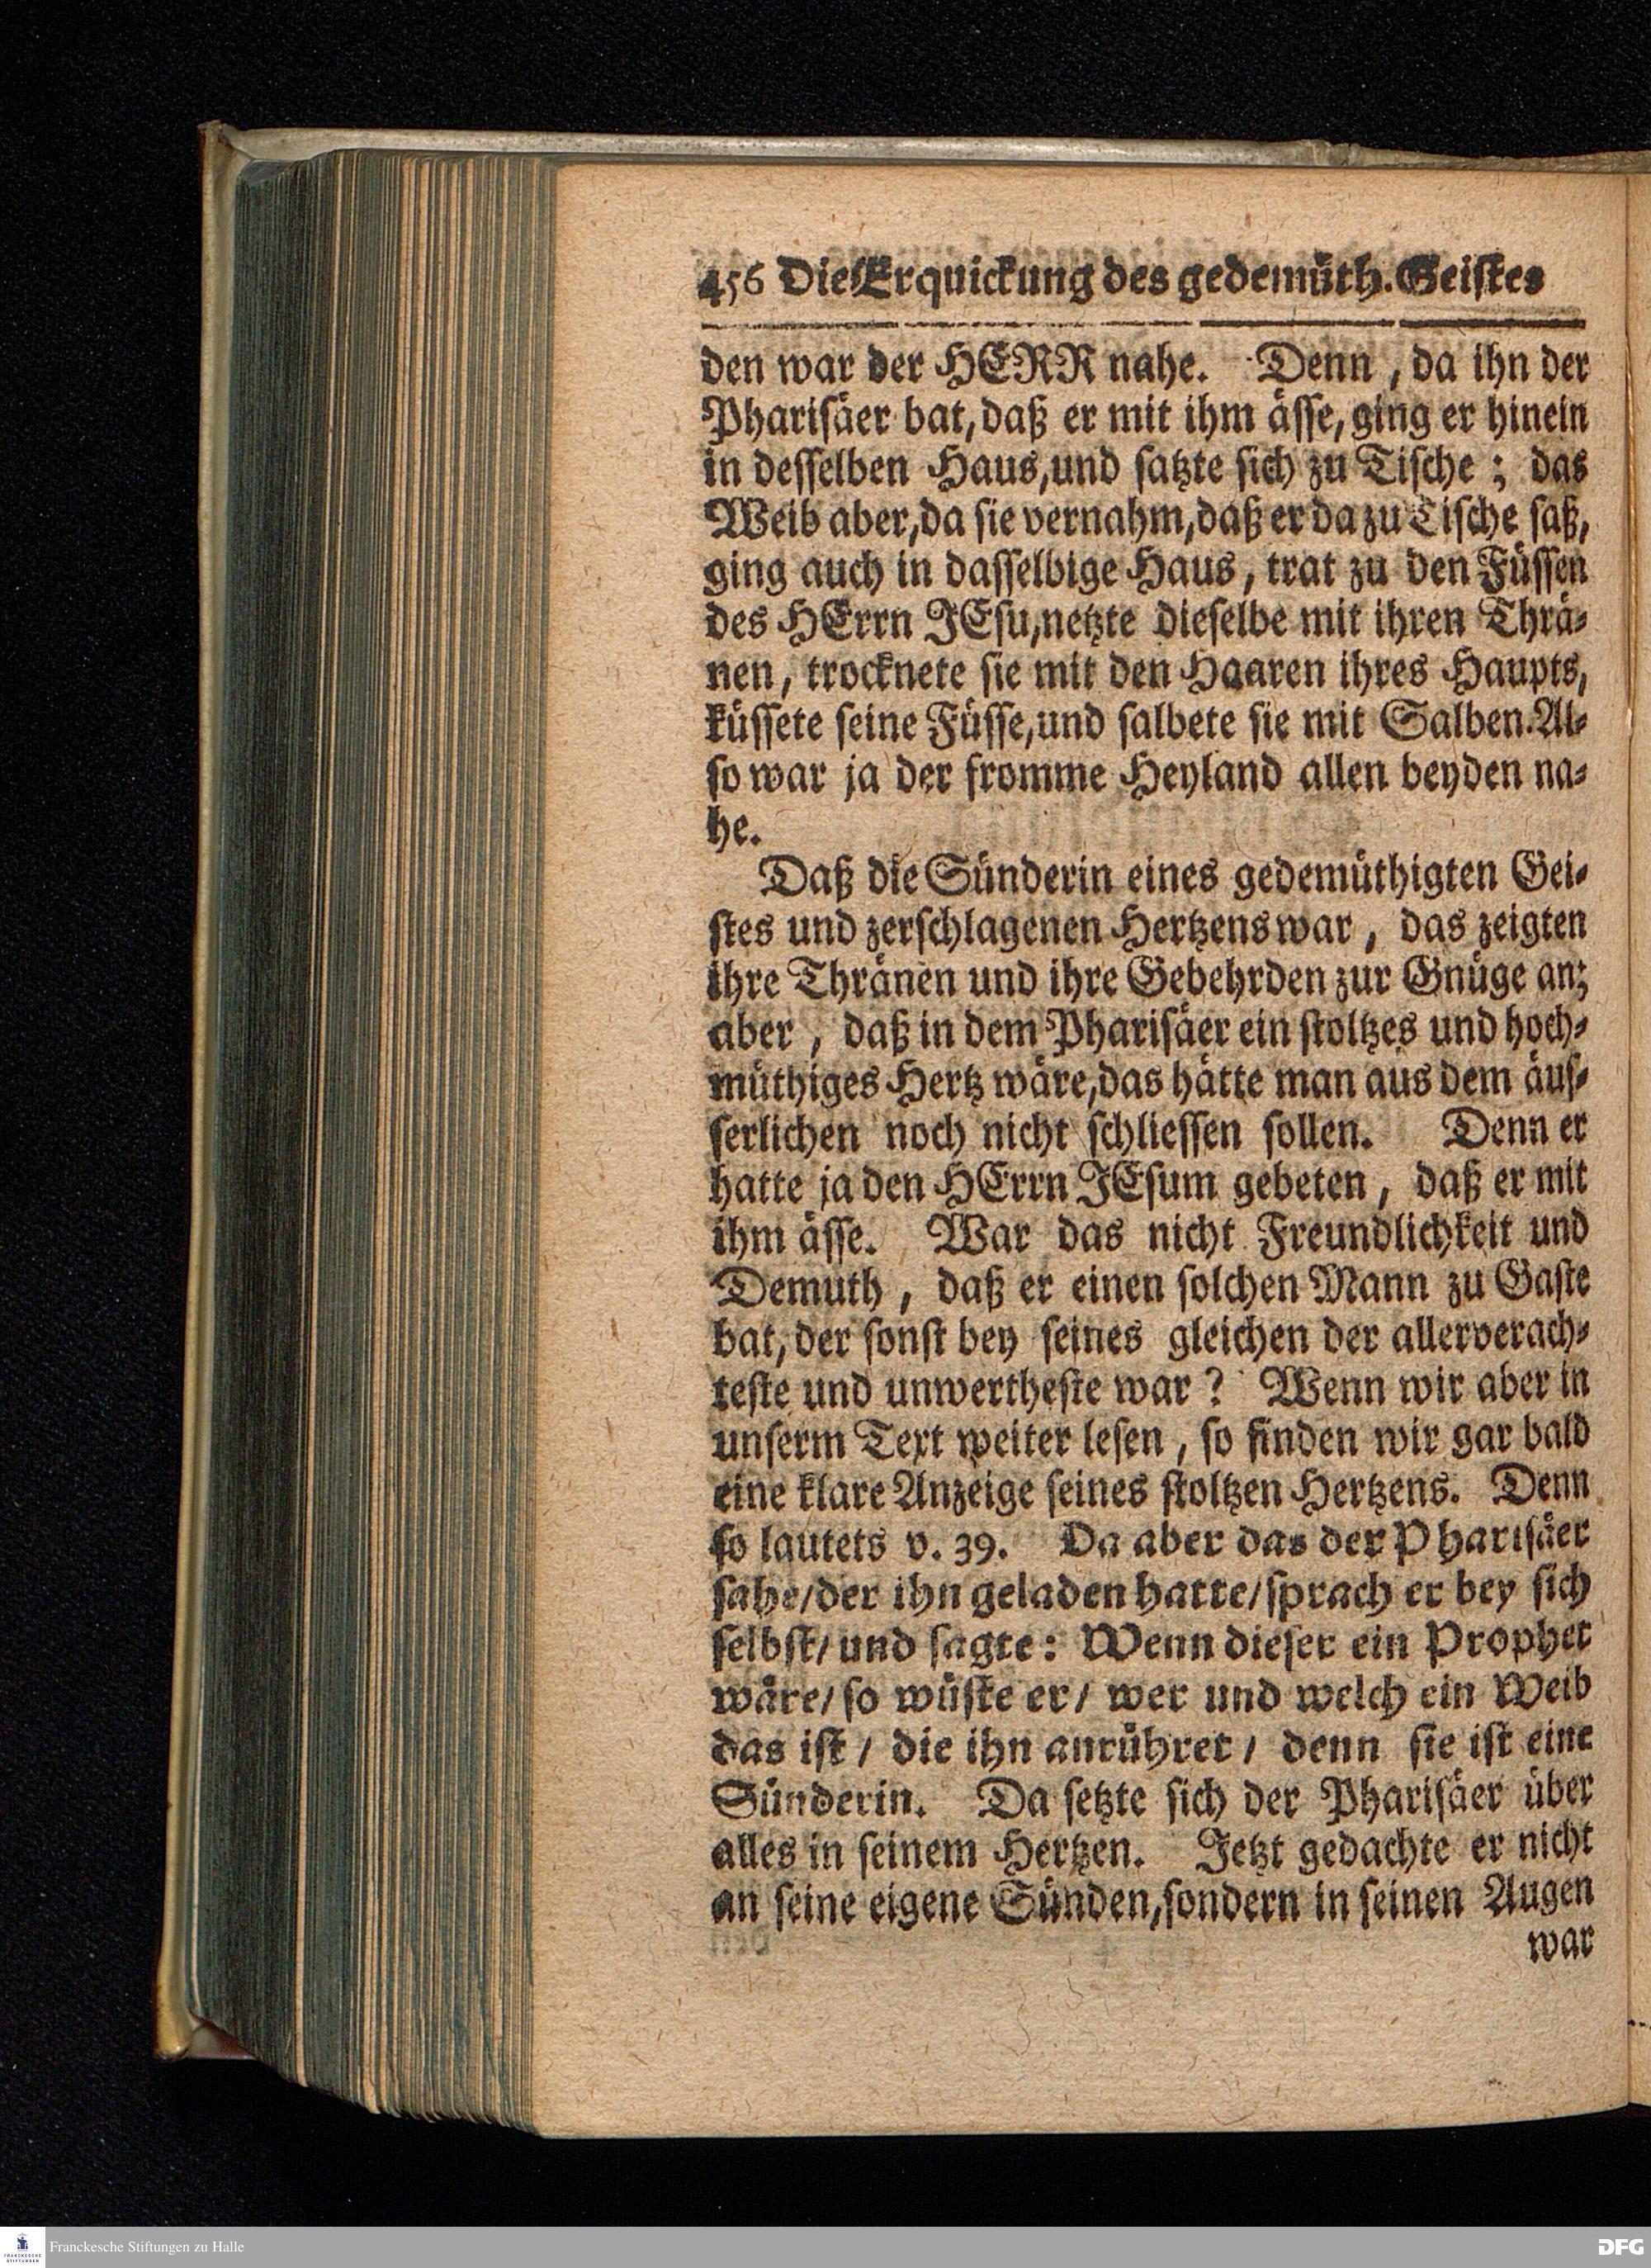 456 Die Erquickung des gedemüth. Geistes
den war der HERR nahe. Denn, da ihn der
Pharisäer bat, daß er mit ihm ässe, ging er hinein
in desselben Haus, und satzte sich zu Tische; das
Weib aber, da sie vernahm, daß er da zu Tische saß,
ging auch in dasselbige Haus, trat zu den Füssen
des HErrn JEsu, netzte dieselbe mit ihren Thrä-
nen, trocknete sie mit den Haaren ihres Haupts,
küssete seine Füsse, und salbete sie mit Salben. Al-
so war ja der fromme Heyland allen beyden na-
he.
Daß die Sünderin eines gedemüthigten Gei-
stes und zerschlagenen Hertzens war, das zeigten
ihre Thränen und ihre Gebehrden zur Gnüge an;
aber, daß in dem Pharisäer ein stoltzes und hoch-
müthiges Hertz wäre, das hätte man aus dem äus-
serlichen noch nicht schliessen sollen. Denn er
hatte ja den HErrn JEsum gebeten, daß er mit
ihm ässe. War das nicht Freundlichkeit und
Demuth, daß er einen solchen Mann zu Gaste
bat, der sonst bey seines gleichen der allerverach-
teste und unwertheste war? Wenn wir aber in
unserm Text weiter lesen, so finden wir gar bald
eine klare Anzeige seines stoltzen Hertzens. Denn
so lautets v. 39. Da aber das der Pharisäer
sahe/ der ihn geladen hatte/ sprach er bey sich
selbst/ und sagte: Wenn dieser ein Prophet
wäre/ so wüste er/ wer und welch ein Weib
das ist/ die ihn anrühret/ denn sie ist eine
Sünderin. Da setzte sich der Pharisäer über
alles in seinem Hertzen. Jetzt gedachte er nicht
an seine eigene Sünden, sondern in seinen Augen
war
Franckesche Stiftungen zu Halle
FRANCKESCHE STIFTUNGEN
DFG